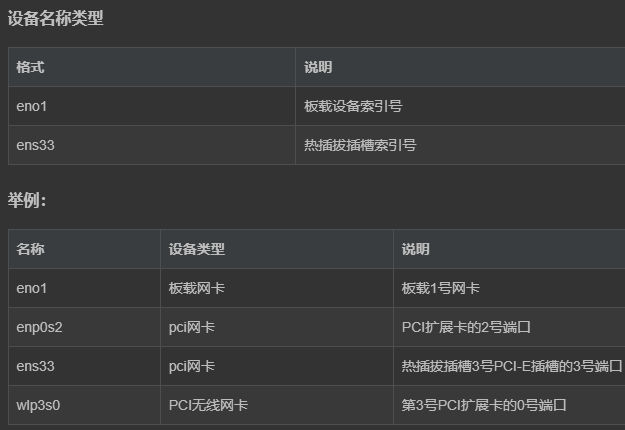 设备名称类型
格式 说明
eno1 板载设备索引号
ens33 热插拔插槽索引号
举例：
名称 设备类型 说明
eno1 板载网卡 板载1号网卡
enp0s2 pci网卡 PCI扩展卡的2号端口
ens33 pci网卡 热插拔插槽3号PCI-E插槽的3号端口
wlp3s0 PCI无线网卡 第3号PCI扩展卡的0号端口